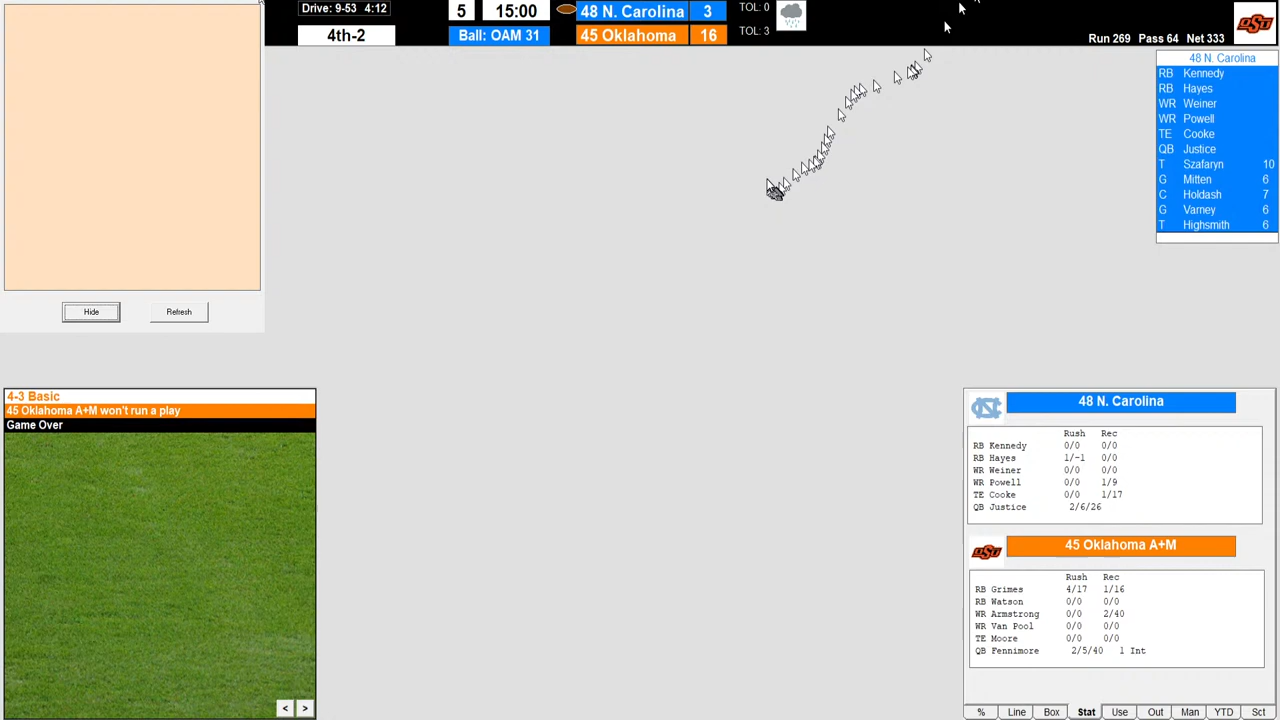 Drive: 9-53 4:12
5
15:00
48 N. Carolina
3
TOL: 0
4th-2
Ball: OAM 31
45 Oklahoma
16
TOL: 3
Run 269 Pass 64 Net 333
OSU
48 N. Carolina
RB Kennedy
RB Hayes
WR Weiner
WR Powell
TE Cooke
QB Justice
T Szafaryn 10
G Mitten 6
C Holdash 7
G Varney 6
T Highsmith 6
Hide
Refresh
4-3 Basic
45 Oklahoma A+M won't run a play
Game Over
< >
NC
48 N. Carolina
Rush Rec
RB Kennedy 0/0 0/0
RB Hayes 1/-1 0/0
WR Weiner 0/0 0/0
WR Powell 0/0 1/9
TE Cooke 0/0 1/17
QB Justice 2/6/26
OSU
45 Oklahoma A+M
Rush Rec
RB Grimes 4/17 1/16
RB Watson 0/0 0/0
WR Armstrong 0/0 2/40
WR Van Pool 0/0 0/0
TE Moore 0/0 0/0
QB Fennimore 2/5/40 1 Int
% Line Box Stat Use Out Man YTD Sct